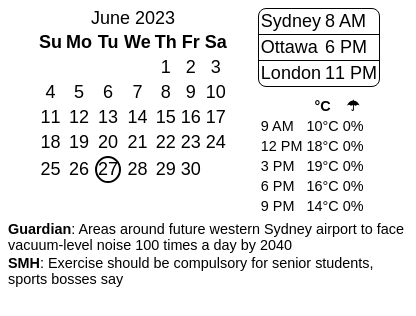 June 2023
Su Mo Tu We Th Fr Sa
1 2 3
4 5 6 7 8 9 10
11 12 13 14 15 16 17
18 19 20 21 22 23 24
25 26 27 28 29 30
Sydney 8 AM
Ottawa 6 PM
London 11 PM
°C ☂
9 AM 10°C 0%
12 PM 18°C 0%
3 PM 19°C 0%
6 PM 16°C 0%
9 PM 14°C 0%
Guardian: Areas around future western Sydney airport to face
vacuum-level noise 100 times a day by 2040
SMH: Exercise should be compulsory for senior students,
sports bosses say